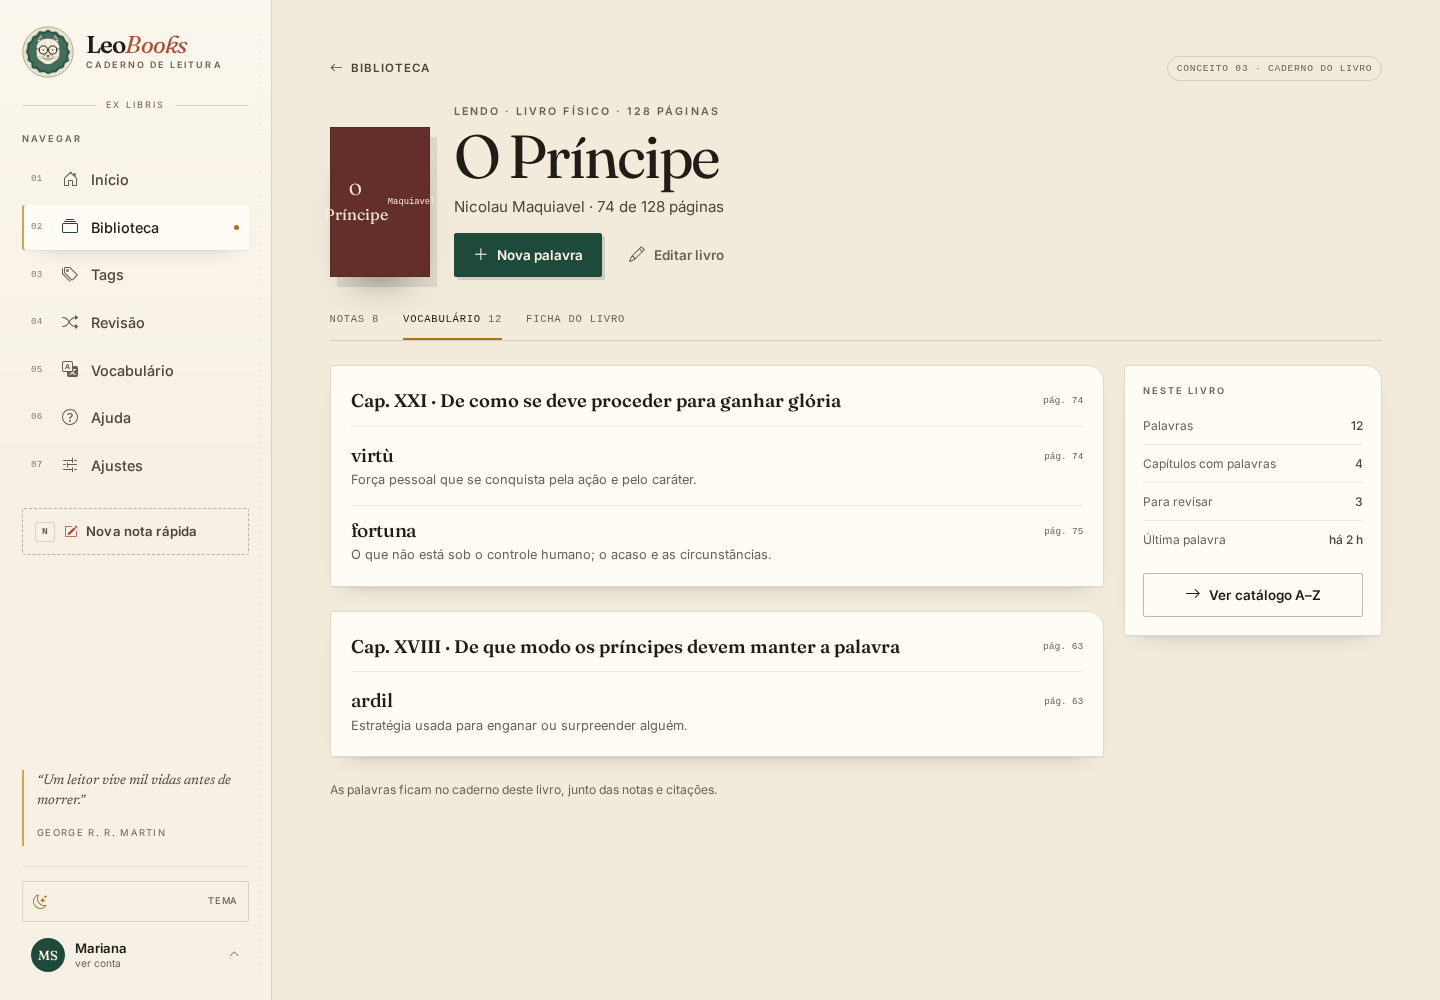 LeoBooks
CADERNO DE LEITURA
EX LIBRIS
NAVEGAR
01 Início
02 Biblioteca
03 Tags
04 Revisão
05 Vocabulário
06 Ajuda
07 Ajustes
N Nova nota rápida
“Um leitor vive mil vidas antes de
morrer.”
GEORGE R. R. MARTIN
TEMA
MS Mariana
ver conta
← BIBLIOTECA
CONCEITO 03 · CADERNO DO LIVRO
O
Príncipe
Maquiavel
LENDO · LIVRO FÍSICO · 128 PÁGINAS
O Príncipe
Nicolau Maquiavel · 74 de 128 páginas
+ Nova palavra
Editar livro
NOTAS 8 VOCABULÁRIO 12 FICHA DO LIVRO
Cap. XXI · De como se deve proceder para ganhar glória pág. 74
virtù pág. 74
Força pessoal que se conquista pela ação e pelo caráter.
fortuna pág. 75
O que não está sob o controle humano; o acaso e as circunstâncias.
Cap. XVIII · De que modo os príncipes devem manter a palavra pág. 63
ardil pág. 63
Estratégia usada para enganar ou surpreender alguém.
As palavras ficam no caderno deste livro, junto das notas e citações.
NESTE LIVRO
Palavras 12
Capítulos com palavras 4
Para revisar 3
Última palavra há 2 h
→ Ver catálogo A–Z